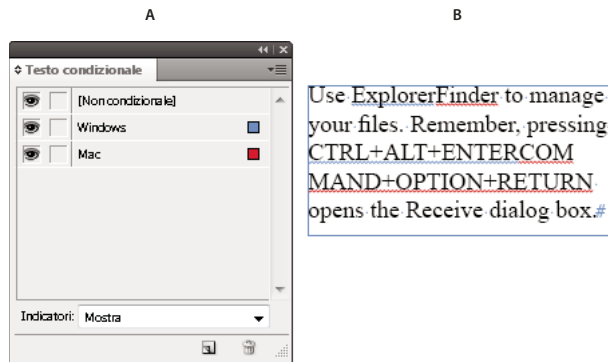 A
B
Testo condizionale
[Non condizionale]
Windows
Mac
Indicatori: Mostra
Use ExplorerFinder to manage
your files. Remember, pressing
CTRL+ALT+ENTERCOM
MAND+OPTION+RETURN
opens the Receive dialog box.#